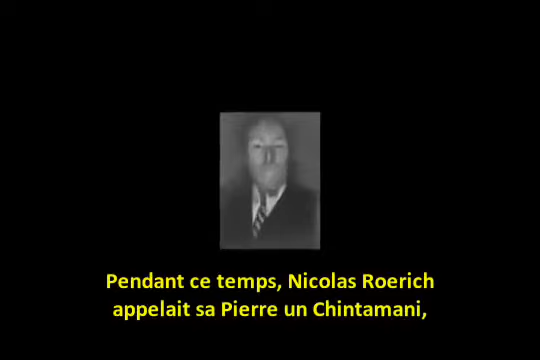 Pendant ce temps, Nicolas Roerich
appelait sa Pierre un Chintamani,